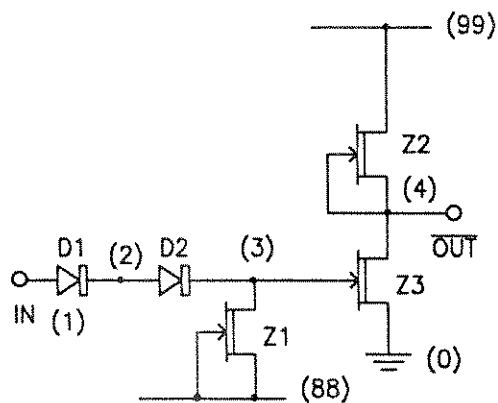 (99)
Z2
(4)
D1
(2)
D2
(3)
OUT
Z3
IN
(1)
Z1
(0)
(88)